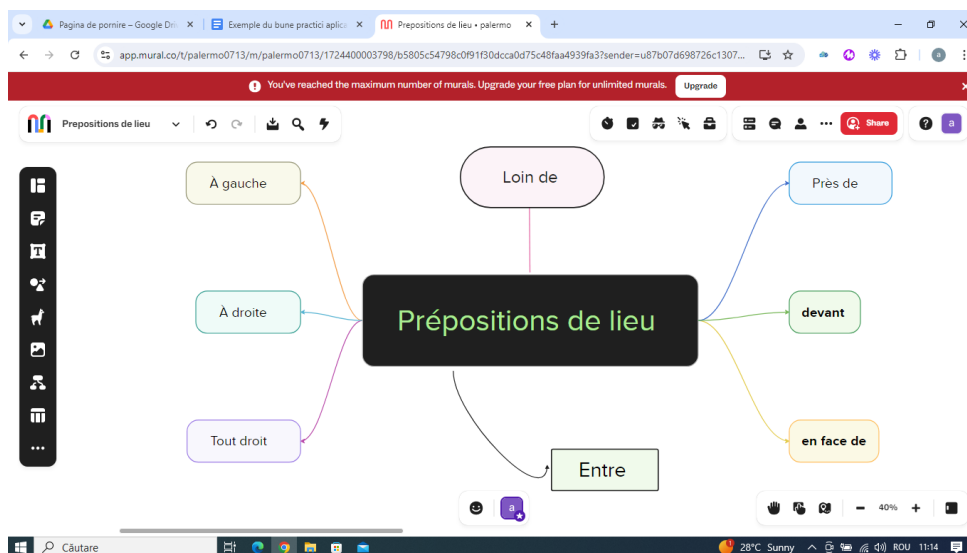 Pagina de pornire – Google Dri
Exemplul du bune practici aplica
Prepositions de lieu • palermo
app.mural.co/t/palermo0713/m/palermo0713/1724400003798/b5805c54798c0f91f30dcca0d75c48faa4939fa3?sender=u87b07d698726c1307...
You've reached the maximum number of murals. Upgrade your free plan for unlimited murals.
Upgrade
Prepositions de lieu
Share
a
À gauche
Loin de
Près de
À droite
Prépositions de lieu
devant
Tout droit
en face de
Entre
a
40%
Căutare
28°C Sunny
ROU
11:14